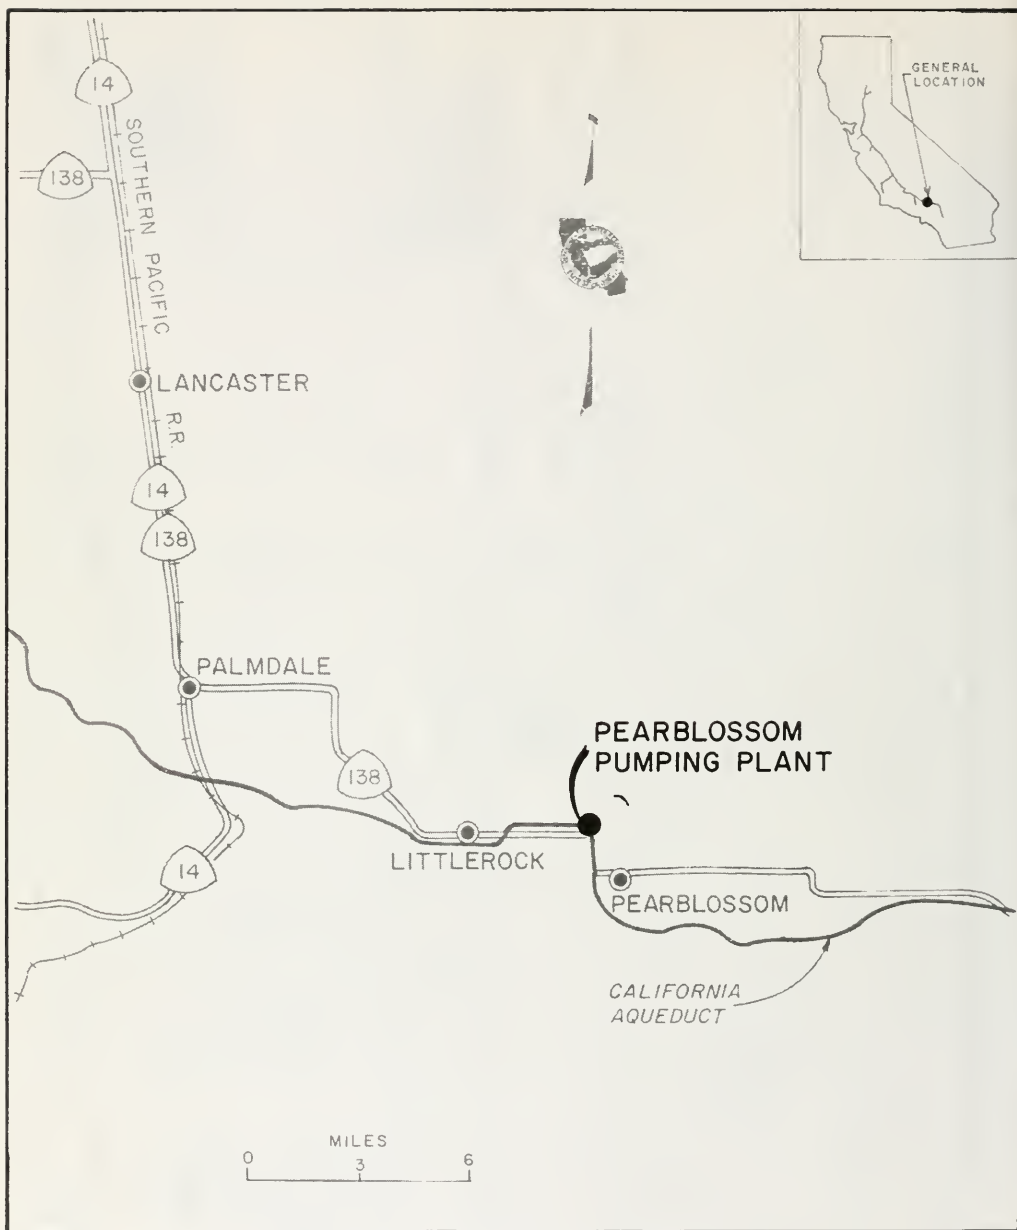 14
GENERAL
LOCATION
138
SOUTHERN PACIFIC
R.R.
LANCASTER
14
138
PALMDALE
138
PEARBLOSSOM
PUMPING PLANT
LITTLEROCK
14
PEARBLOSSOM
CALIFORNIA
AQUEDUCT
MILES
0 3 6